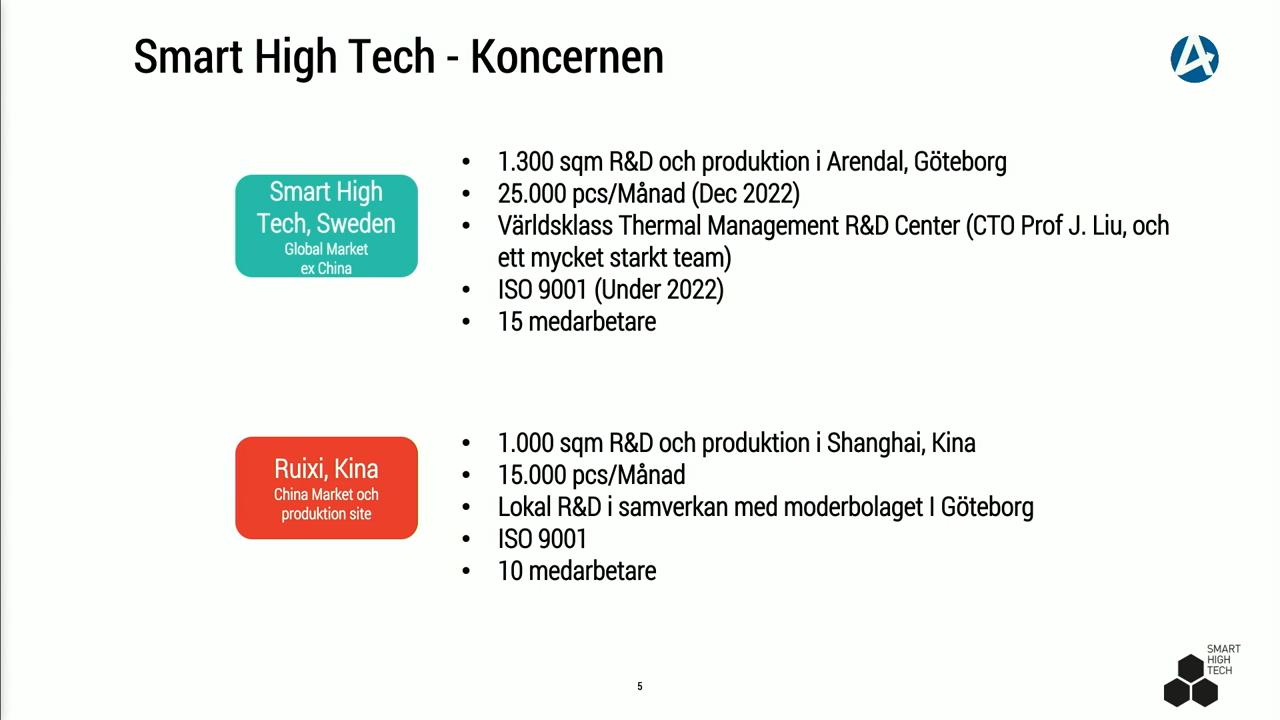 Smart High Tech - Koncernen
Smart High
Tech, Sweden
Global Market
ex China
• 1.300 sqm R&D och produktion i Arendal, Göteborg
• 25.000 pcs/Månad (Dec 2022)
• Världsklass Thermal Management R&D Center (CTO Prof J. Liu, och
ett mycket starkt team)
• ISO 9001 (Under 2022)
• 15 medarbetare
Ruixi, Kina
China Market och
produktion site
• 1.000 sqm R&D och produktion i Shanghai, Kina
• 15.000 pcs/Månad
• Lokal R&D i samverkan med moderbolaget I Göteborg
• ISO 9001
• 10 medarbetare
SMART
HIGH
TECH
5